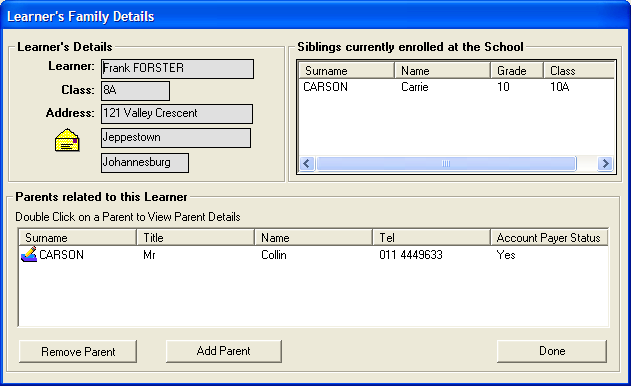 Learner's Family Details
Learner's Details
Learner: Frank FORSTER
Class: 8A
Address: 121 Valley Crescent
Jeppestown
Johannesburg
Siblings currently enrolled at the School
Surname Name Grade Class
CARSON Carrie 10 10A
Parents related to this Learner
Double Click on a Parent to View Parent Details
Surname Title Name Tel Account Payer Status
CARSON Mr Collin 011 4449633 Yes
Remove Parent Add Parent Done